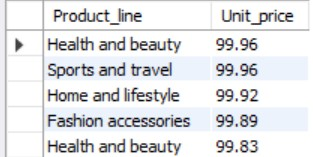 Product_line Unit_price
Health and beauty 99.96
Sports and travel 99.96
Home and lifestyle 99.92
Fashion accessories 99.89
Health and beauty 99.83